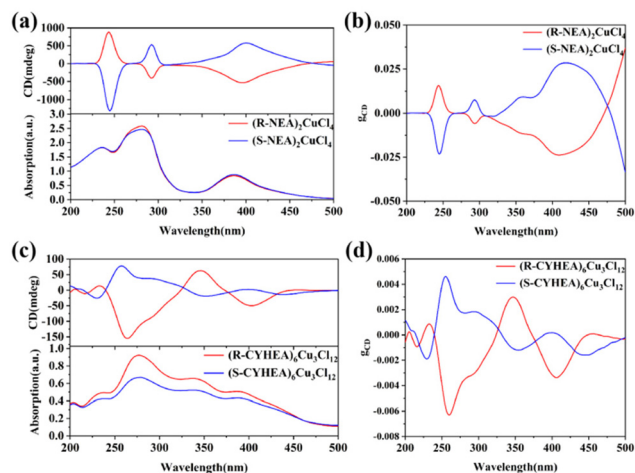 (a)
CD(mdeg)
1000
500
0
-500
-1000
3.0
2.5
2.0
1.5
1.0
0.5
0.0
Absorption(a.u.)
(R-NEA)2CuCl4
(S-NEA)2CuCl4
200 250 300 350 400 450 500
Wavelength(nm)
(b)
(R-NEA)2CuCl4
(S-NEA)2CuCl4
gCD
0.050
0.025
0.000
-0.025
-0.050
200 250 300 350 400 450 500
Wavelength(nm)
(c)
CD(mdeg)
100
50
0
-50
-100
-150
1.0
0.8
0.6
0.4
0.2
0.0
Absorption(a.u.)
(R-CYHEA)6Cu3Cl12
(S-CYHEA)6Cu3Cl12
200 250 300 350 400 450 500
Wavelength(nm)
(d)
(R-CYHEA)6Cu3Cl12
(S-CYHEA)6Cu3Cl12
gCD
0.006
0.004
0.002
0.000
-0.002
-0.004
-0.006
-0.008
200 250 300 350 400 450 500
Wavelength(nm)